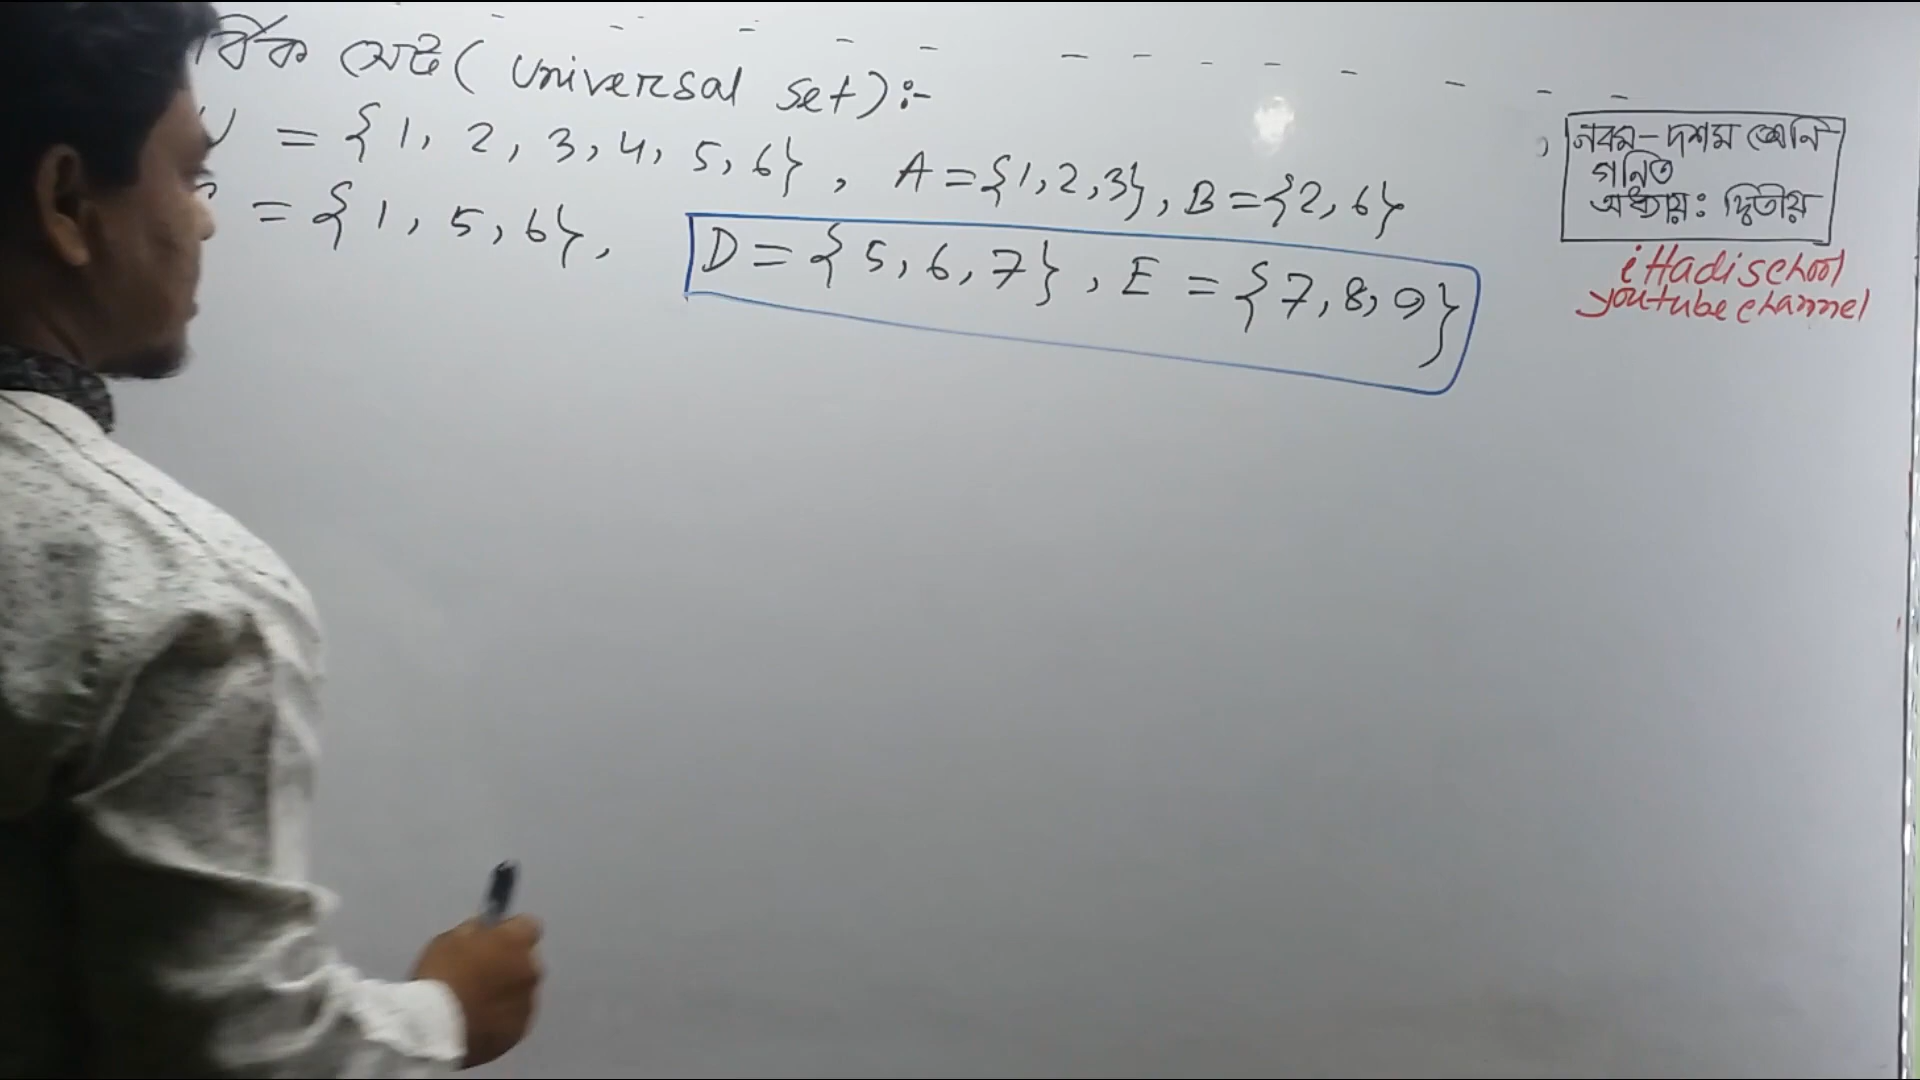 র্বিক সেট ( universal set):-
U = {1, 2, 3, 4, 5, 6}, A = {1, 2, 3}, B = {2, 6}
= {1, 5, 6}, D = {5, 6, 7}, E = {7, 8, 9}
নবম-দশম শ্রেনি
গনিত
অধ্যায়: দ্বিতীয়
iHadischool
youtube channel